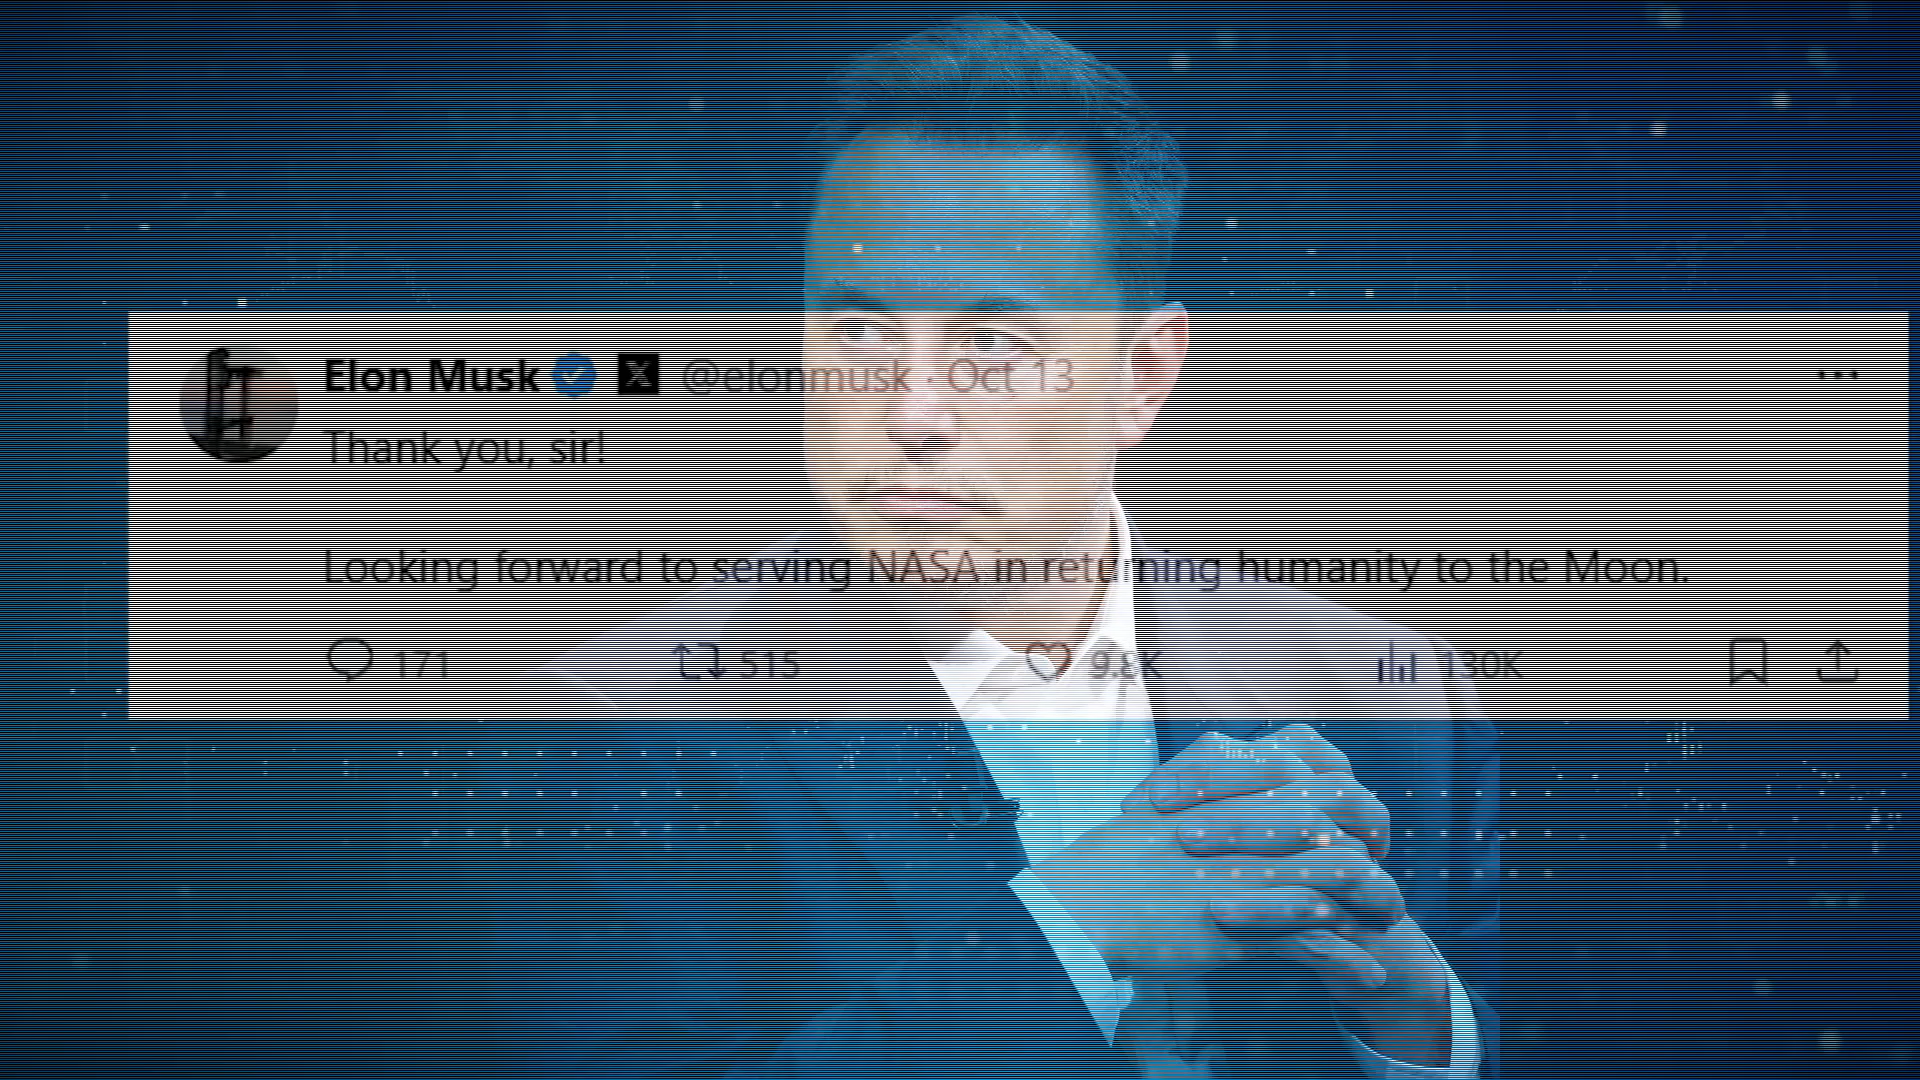 Elon Musk X @elonmusk · Oct 13
Thank you, sir!
Looking forward to serving NASA in returning humanity to the Moon.
171 515 9.8K 130K